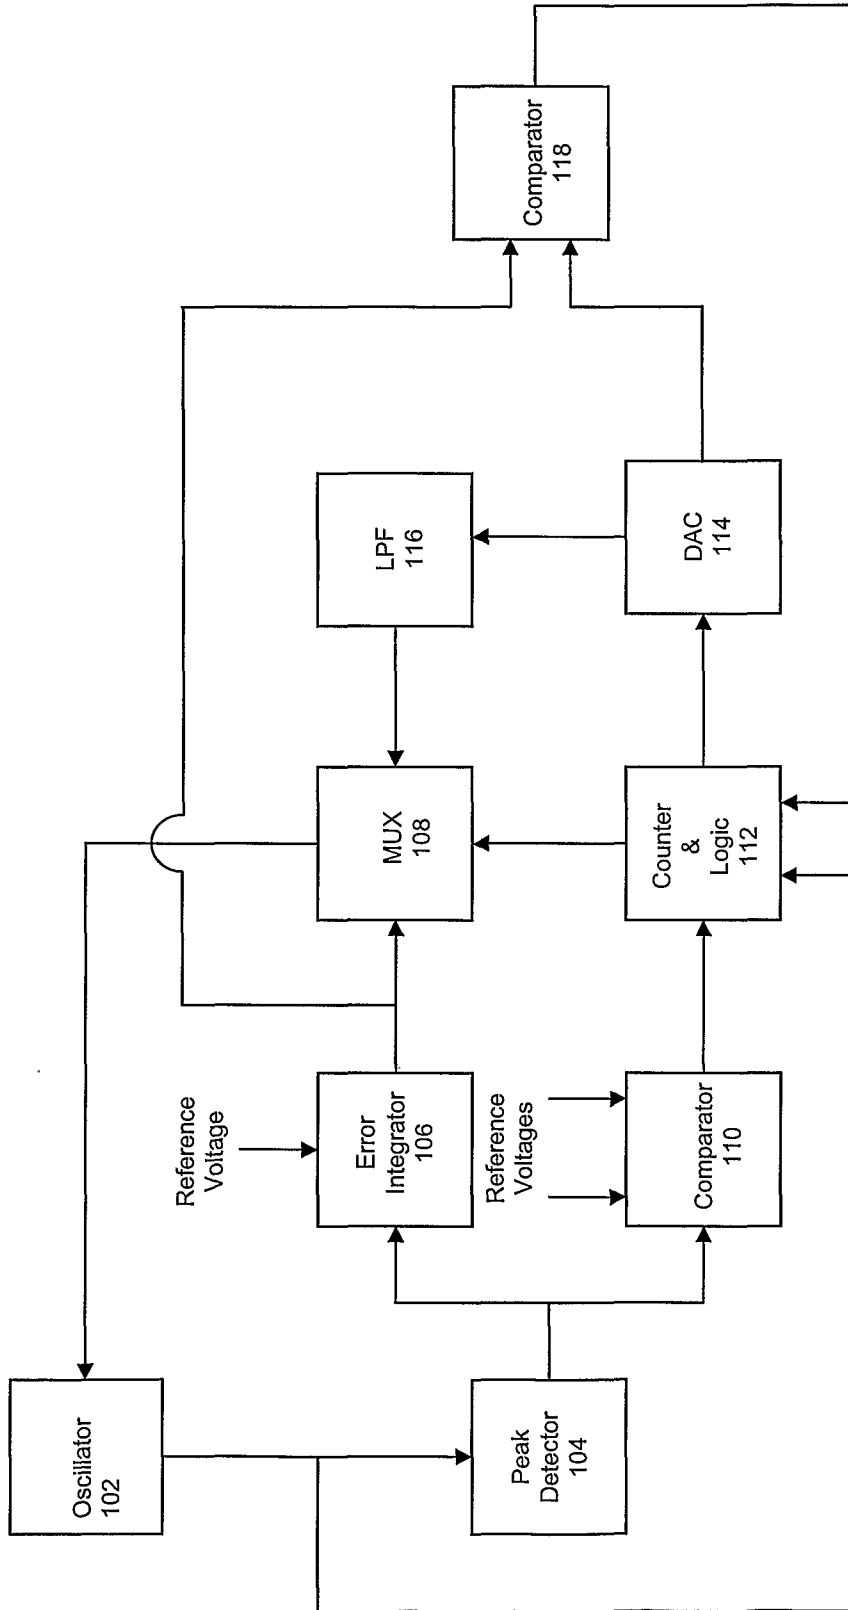 Oscillator
102
Peak
Detector
104
Reference
Voltage
Error
Integrator
106
Reference
Voltages
Comparator
110
MUX
108
Counter
&
Logic
112
LPF
116
DAC
114
Comparator
118